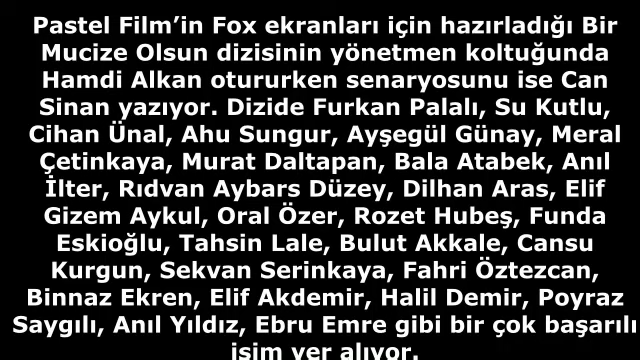 Pastel Film’in Fox ekranları için hazırladığı Bir
Mucize Olsun dizisinin yönetmen koltuğunda
Hamdi Alkan otururken senaryosunu ise Can
Sinan yazıyor. Dizide Furkan Palalı, Su Kutlu,
Cihan Ünal, Ahu Sungur, Ayşegül Günay, Meral
Çetinkaya, Murat Daltapan, Bala Atabek, Anıl
İlter, Rıdvan Aybars Düzey, Dilhan Aras, Elif
Gizem Aykul, Oral Özer, Rozet Hubeş, Funda
Eskioğlu, Tahsin Lale, Bulut Akkale, Cansu
Kurgun, Sekvan Serinkaya, Fahri Öztezcan,
Binnaz Ekren, Elif Akdemir, Halil Demir, Poyraz
Saygılı, Anıl Yıldız, Ebru Emre gibi bir çok başarılı
isim yer alıyor.